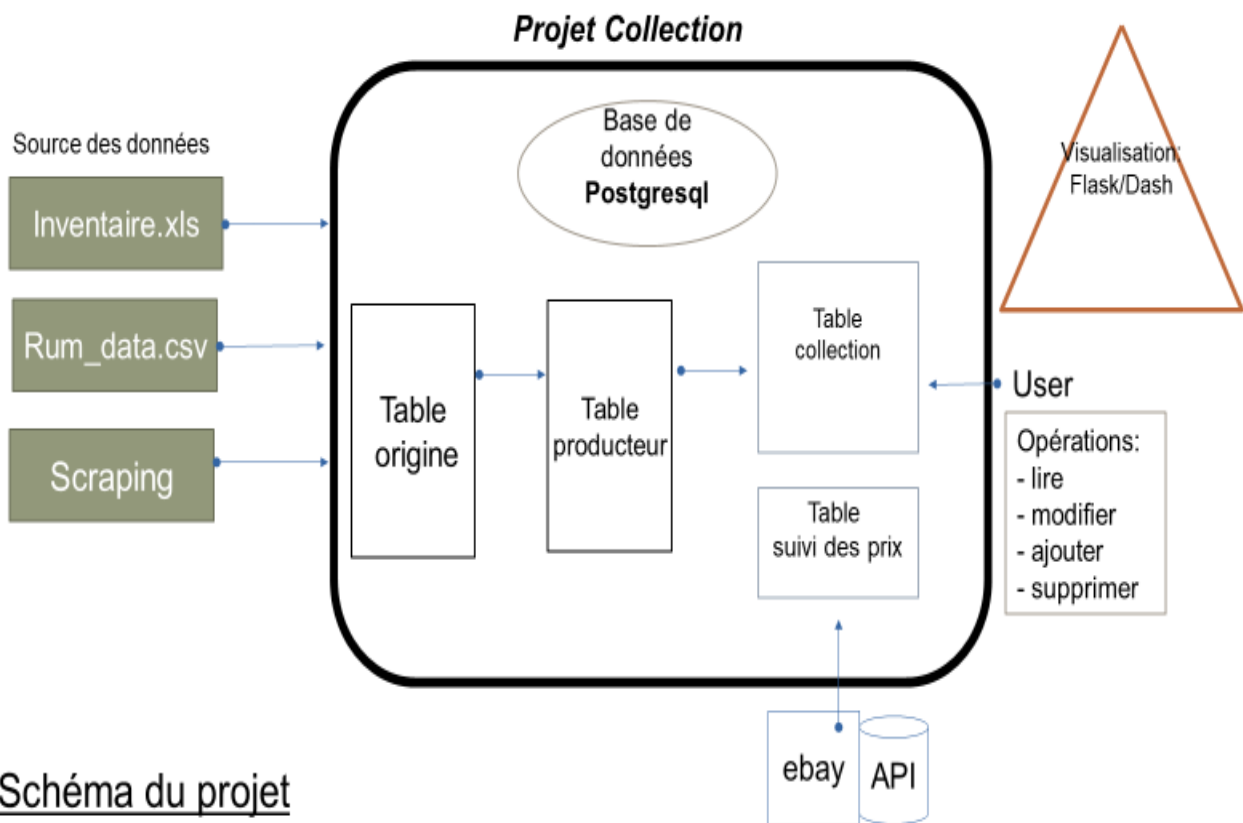 Projet Collection
Source des données
Inventaire.xls
Rum_data.csv
Scraping
Base de
données
Postgresql
Table
origine
Table
producteur
Table
collection
Table
suivi des prix
Visualisation:
Flask/Dash
User
Opérations:
- lire
- modifier
- ajouter
- supprimer
ebay
API
Schéma du projet